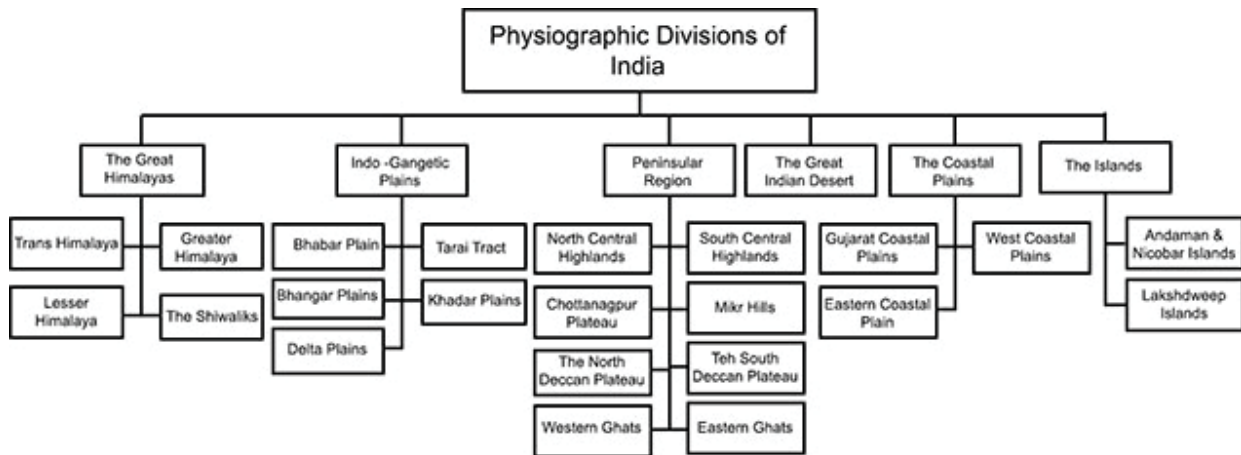 Physiographic Divisions of
India
The Great
Himalayas
Indo -Gangetic
Plains
Peninsular
Region
The Great
Indian Desert
The Coastal
Plains
The Islands
Trans Himalaya
Greater
Himalaya
Lesser
Himalaya
The Shiwaliks
Bhabar Plain
Tarai Tract
Bhangar Plains
Khadar Plains
Delta Plains
North Central
Highlands
South Central
Highlands
Chottanagpur
Plateau
Mikr Hills
The North
Deccan Plateau
Teh South
Deccan Plateau
Western Ghats
Eastern Ghats
Gujarat Coastal
Plains
West Coastal
Plains
Eastern Coastal
Plain
Andaman &
Nicobar Islands
Lakshdweep
Islands